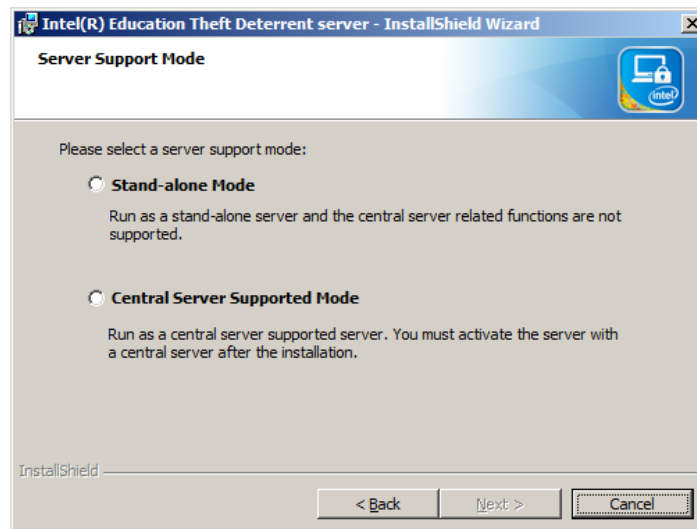 Intel(R) Education Theft Deterrent server - InstallShield Wizard
Server Support Mode
intel
Please select a server support mode:
Stand-alone Mode
Run as a stand-alone server and the central server related functions are not
supported.
Central Server Supported Mode
Run as a central server supported server. You must activate the server with
a central server after the installation.
InstallShield
< Back Next > Cancel